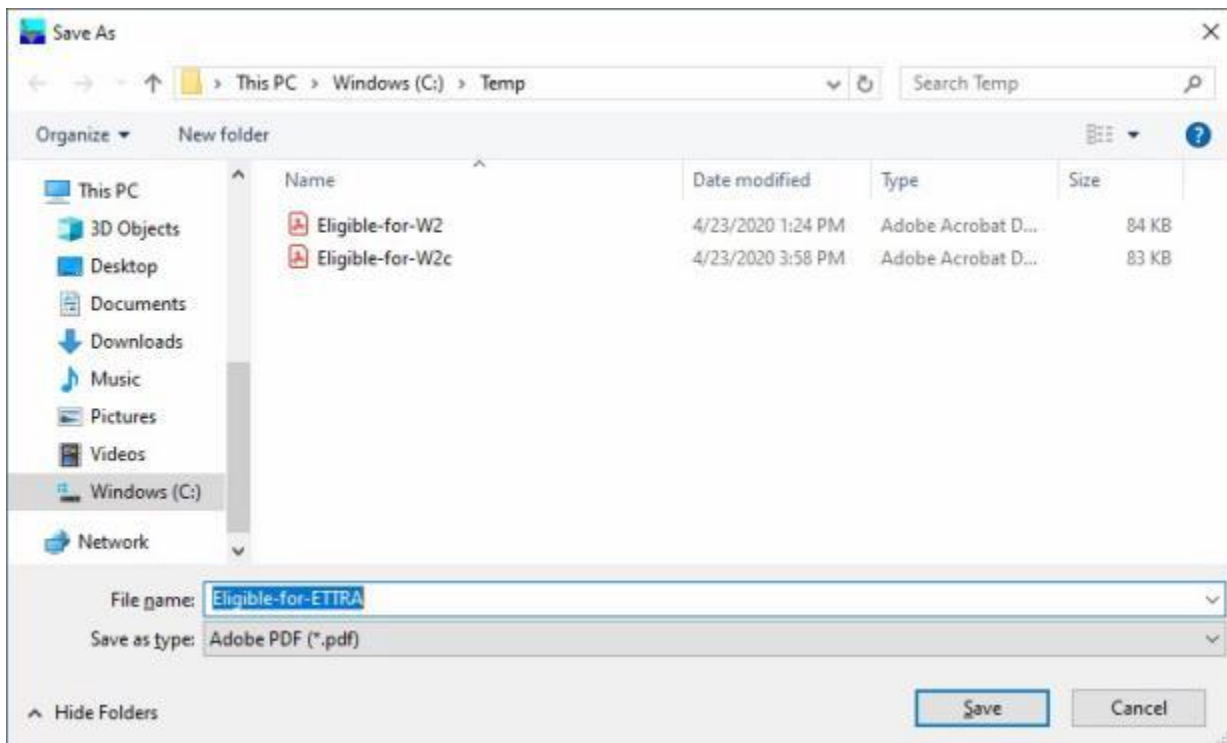 Save As
This PC > Windows (C:) > Temp
Search Temp
Organize
New folder
Name
Date modified
Type
Size
This PC
3D Objects
Desktop
Documents
Downloads
Music
Pictures
Videos
Windows (C:)
Network
Eligible-for-W2 4/23/2020 1:24 PM Adobe Acrobat D... 84 KB
Eligible-for-W2c 4/23/2020 3:58 PM Adobe Acrobat D... 83 KB
File name: Eligible-for-ETTRA
Save as type: Adobe PDF (*.pdf)
Hide Folders
Save
Cancel